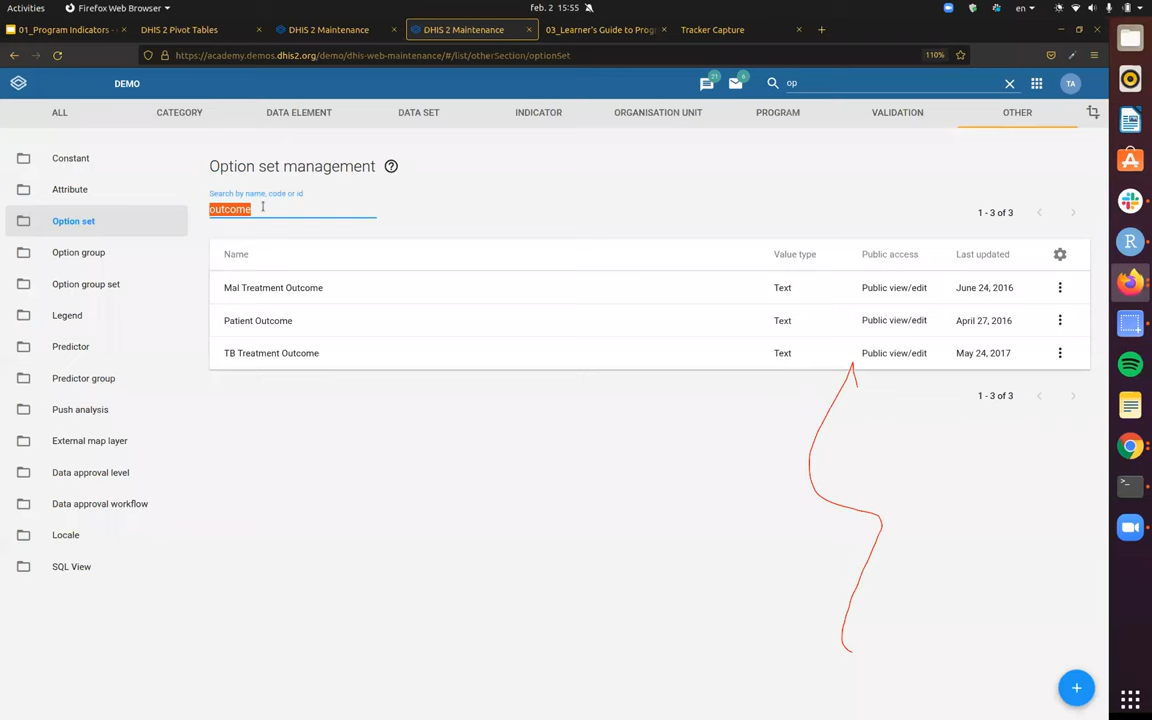 Activities
Firefox Web Browser
feb. 2 15:55
en
01_Program Indicators -
DHIS 2 Pivot Tables
DHIS 2 Maintenance
DHIS 2 Maintenance
03_Learner's Guide to Prog
Tracker Capture
https://academy.demos.dhis2.org/demo/dhis-web-maintenance/#/list/otherSection/optionSet
110%
DEMO
21
6
op
TA
ALL
CATEGORY
DATA ELEMENT
DATA SET
INDICATOR
ORGANISATION UNIT
PROGRAM
VALIDATION
OTHER
Constant
Attribute
Option set
Option group
Option group set
Legend
Predictor
Predictor group
Push analysis
External map layer
Data approval level
Data approval workflow
Locale
SQL View
Option set management
Search by name, code or id
outcome
1 - 3 of 3
Name Value type Public access Last updated
Mal Treatment Outcome Text Public view/edit June 24, 2016
Patient Outcome Text Public view/edit April 27, 2016
TB Treatment Outcome Text Public view/edit May 24, 2017
1 - 3 of 3